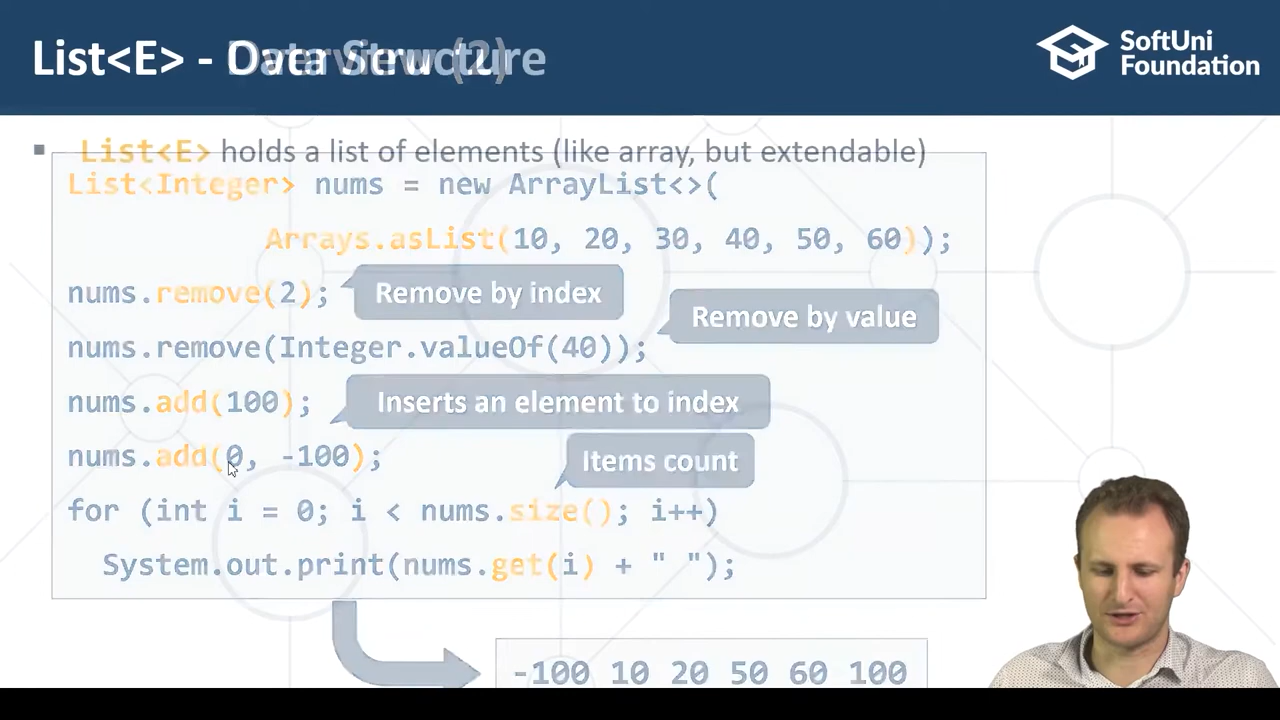 List<E> - Data Structure
Overview (2)
SoftUni
Foundation
List<E> holds a list of elements (like array, but extendable)
List<Integer> nums = new ArrayList<>(
Arrays.asList(10, 20, 30, 40, 50, 60));
nums.remove(2);
Remove by index
Remove by value
nums.remove(Integer.valueOf(40));
nums.add(100);
Inserts an element to index
nums.add(0, -100);
Items count
for (int i = 0; i < nums.size(); i++)
System.out.print(nums.get(i) + " ");
-100 10 20 50 60 100